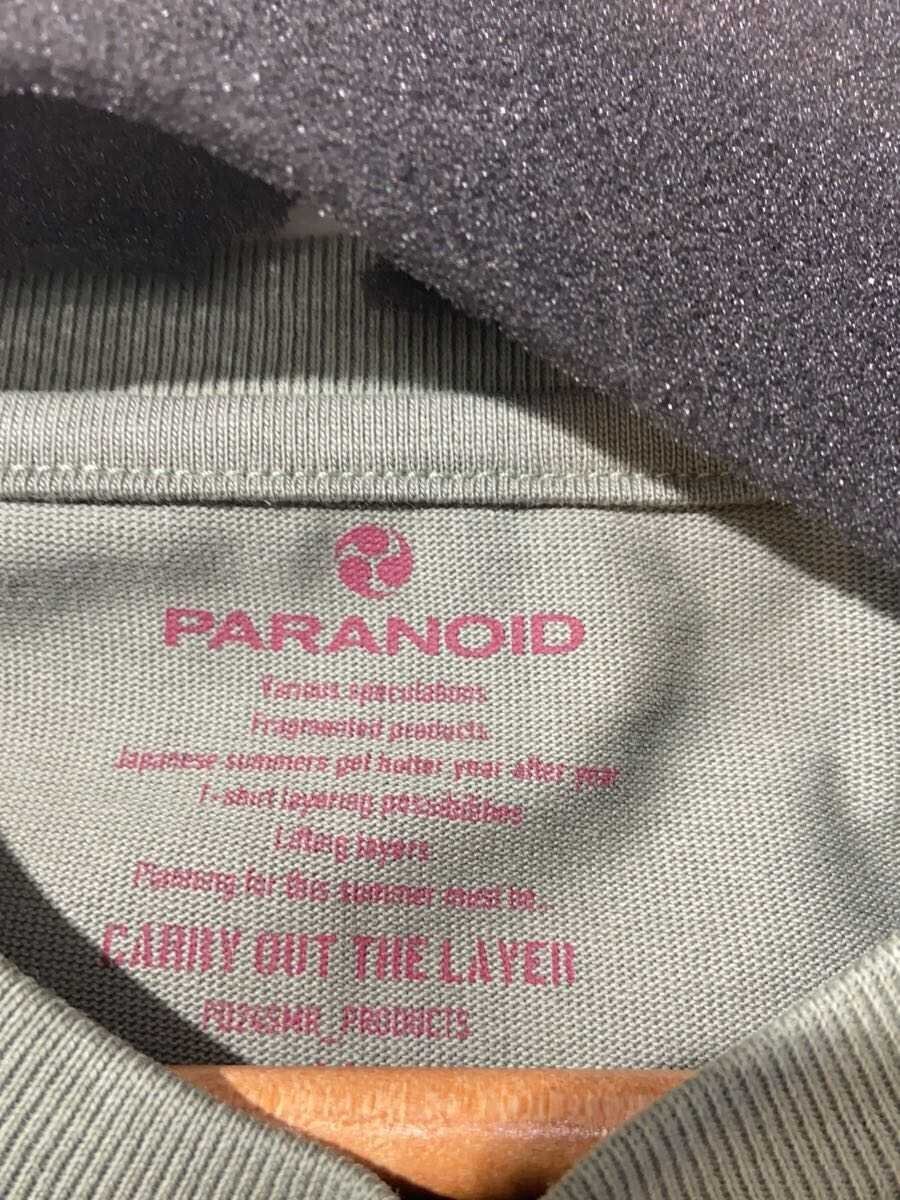 PARANOID
Various speculations
Fragmented products
Japanese summers get hotter year after year
T-shirt layering possibilities
Lifting layers
Planning for this summer must be...
CARRY OUT THE LAYER
PD24SMR_PRODUCTS